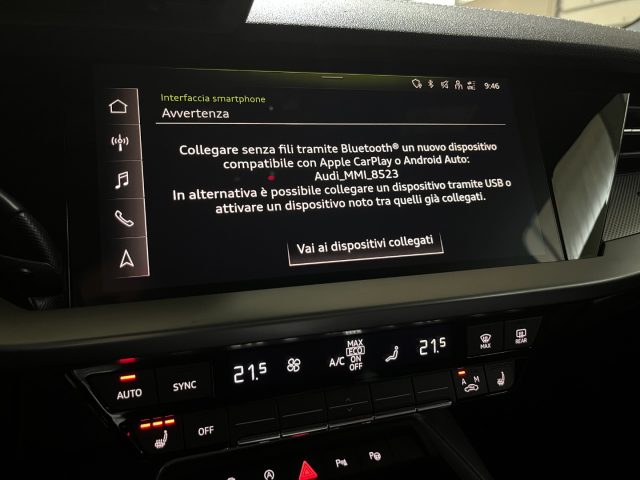 9:46
Interfaccia smartphone
Avvertenza
Collegare senza fili tramite Bluetooth® un nuovo dispositivo
compatibile con Apple CarPlay o Android Auto:
Audi_MMI_8523
In alternativa è possibile collegare un dispositivo tramite USB o
attivare un dispositivo noto tra quelli già collegati.
Vai ai dispositivi collegati
21.5
A/C
MAX
ECO
ON
OFF
21.5
MAX
REAR
AUTO
SYNC
A M
OFF